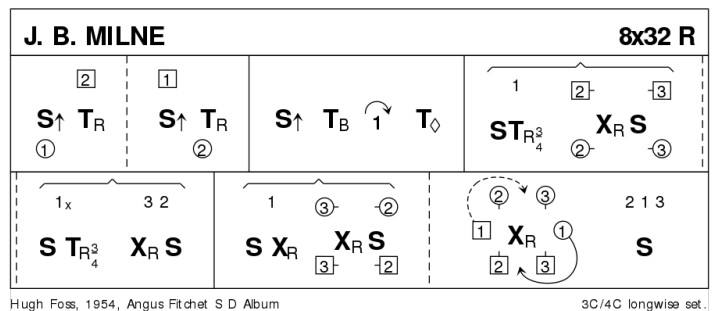 J. B. MILNE 8x32 R
2 1 1 2 3
S↑ TR S↑ TR S↑ TB 1 T◊ STR¾ XR S
1 2 2 3
1x 3 2 1 3 2 2 3 2 1 3
S TR¾ XR S S XR XR S 1 XR 1 S
3 2 2 3
Hugh Foss, 1954, Angus Fitchet S D Album 3C/4C longwise set.